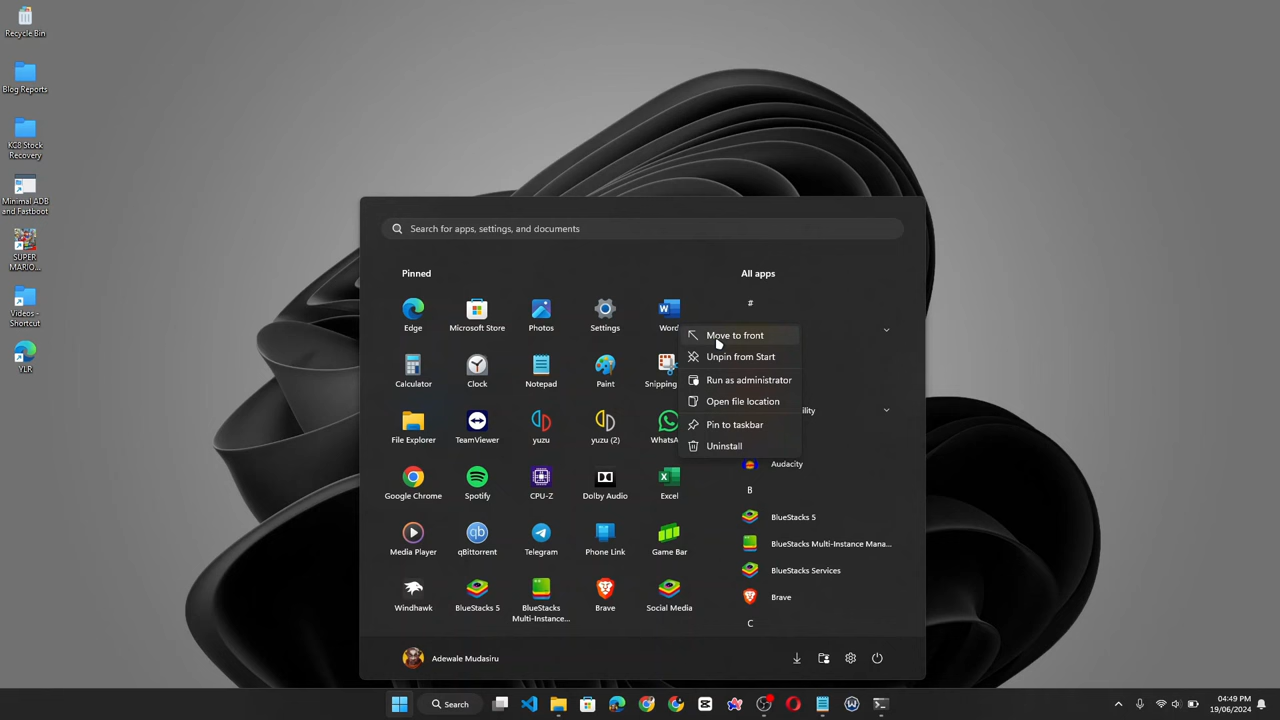 Recycle Bin
Blog Reports
KC8 Stock
Recovery
Minimal ADB
and Fastboot
SUPER
MARIO...
Videos -
Shortcut
YLR
Search for apps, settings, and documents
Pinned
All apps
#
Edge
Microsoft Store
Photos
Settings
Word
Move to front
Unpin from Start
Run as administrator
Open file location
Pin to taskbar
Uninstall
Calculator
Clock
Notepad
Paint
Snipping
File Explorer
TeamViewer
yuzu
yuzu (2)
WhatsA
ility
Audacity
Google Chrome
Spotify
CPU-Z
Dolby Audio
Excel
B
BlueStacks 5
Media Player
qBittorrent
Telegram
Phone Link
Game Bar
BlueStacks Multi-Instance Mana...
BlueStacks Services
Windhawk
BlueStacks 5
BlueStacks
Multi-Instance...
Brave
Social Media
Brave
C
Adewale Mudasiru
Search
04:49 PM
19/06/2024